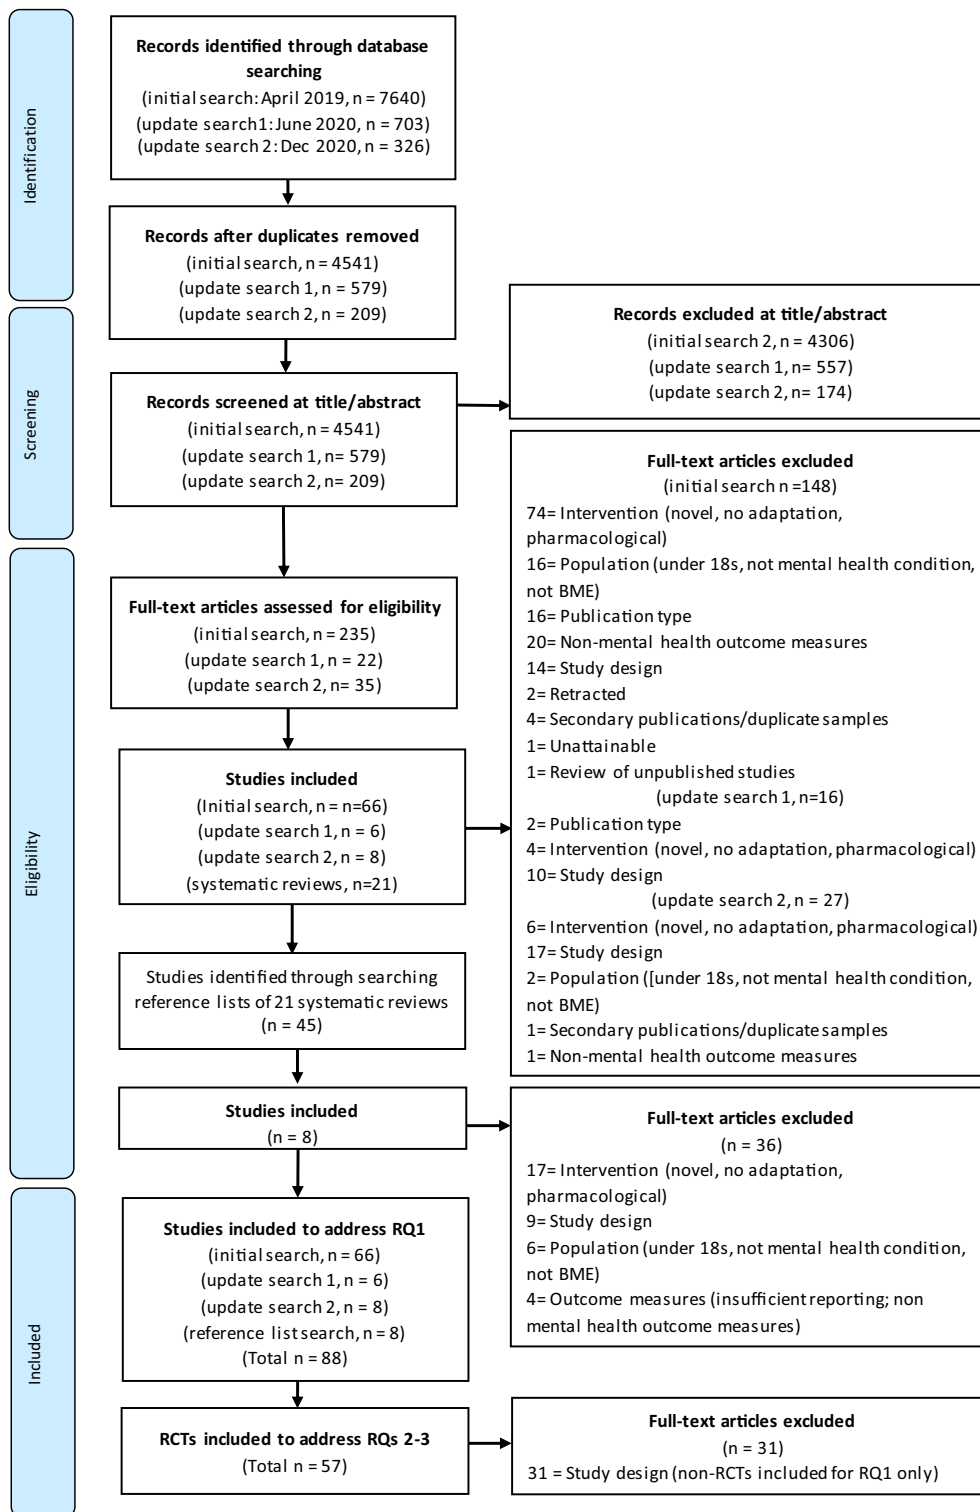 Identification
Records identified through database
searching
(initial search: April 2019, n = 7640)
(update search1: June 2020, n = 703)
(update search 2: Dec 2020, n = 326)
Records after duplicates removed
(initial search, n = 4541)
(update search 1, n = 579)
(update search 2, n = 209)
Screening
Records screened at title/abstract
(initial search, n = 4541)
(update search 1, n = 579)
(update search 2, n = 209)
Records excluded at title/abstract
(initial search 2, n = 4306)
(update search 1, n= 557)
(update search 2, n= 174)
Eligibility
Full-text articles assessed for eligibility
(initial search, n = 235)
(update search 1, n = 22)
(update search 2, n= 35)
Full-text articles excluded
(initial search n =148)
74= Intervention (novel, no adaptation,
pharmacological)
16= Population (under 18s, not mental health condition,
not BME)
16= Publication type
20= Non-mental health outcome measures
14= Study design
2= Retracted
4= Secondary publications/duplicate samples
1= Unattainable
1= Review of unpublished studies
(update search 1, n=16)
2= Publication type
4= Intervention (novel, no adaptation, pharmacological)
10= Study design
(update search 2, n = 27)
6= Intervention (novel, no adaptation, pharmacological)
17= Study design
2= Population ([under 18s, not mental health condition,
not BME)
1= Secondary publications/duplicate samples
1= Non-mental health outcome measures
Studies included
(Initial search, n = n=66)
(update search 1, n = 6)
(update search 2, n = 8)
(systematic reviews, n=21)
Studies identified through searching
reference lists of 21 systematic reviews
(n = 45)
Studies included
(n = 8)
Full-text articles excluded
(n = 36)
17= Intervention (novel, no adaptation,
pharmacological)
9= Study design
6= Population (under 18s, not mental health condition,
not BME)
4= Outcome measures (insufficient reporting; non
mental health outcome measures)
Included
Studies included to address RQ1
(initial search, n = 66)
(update search 1, n = 6)
(update search 2, n = 8)
(reference list search, n = 8)
(Total n = 88)
RCTs included to address RQs 2-3
(Total n = 57)
Full-text articles excluded
(n = 31)
31 = Study design (non-RCTs included for RQ1 only)